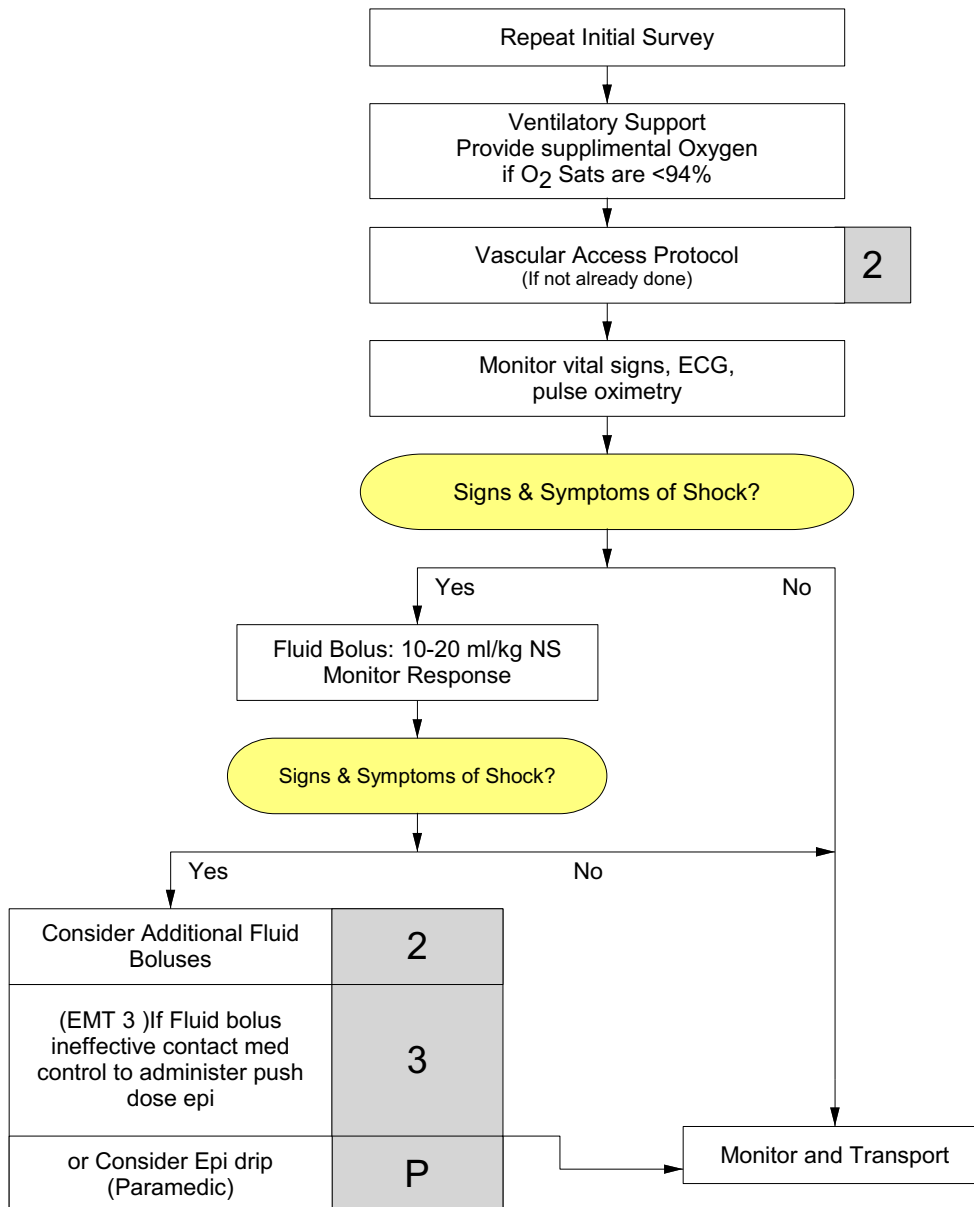 Repeat Initial Survey
Ventilatory Support
Provide supplimental Oxygen
if O2 Sats are <94%
Vascular Access Protocol
(If not already done)
2
Monitor vital signs, ECG,
pulse oximetry
Signs & Symptoms of Shock?
Yes
No
Fluid Bolus: 10-20 ml/kg NS
Monitor Response
Signs & Symptoms of Shock?
Yes
No
Consider Additional Fluid
Boluses
2
(EMT 3 )If Fluid bolus
ineffective contact med
control to administer push
dose epi
3
or Consider Epi drip
(Paramedic)
P
Monitor and Transport